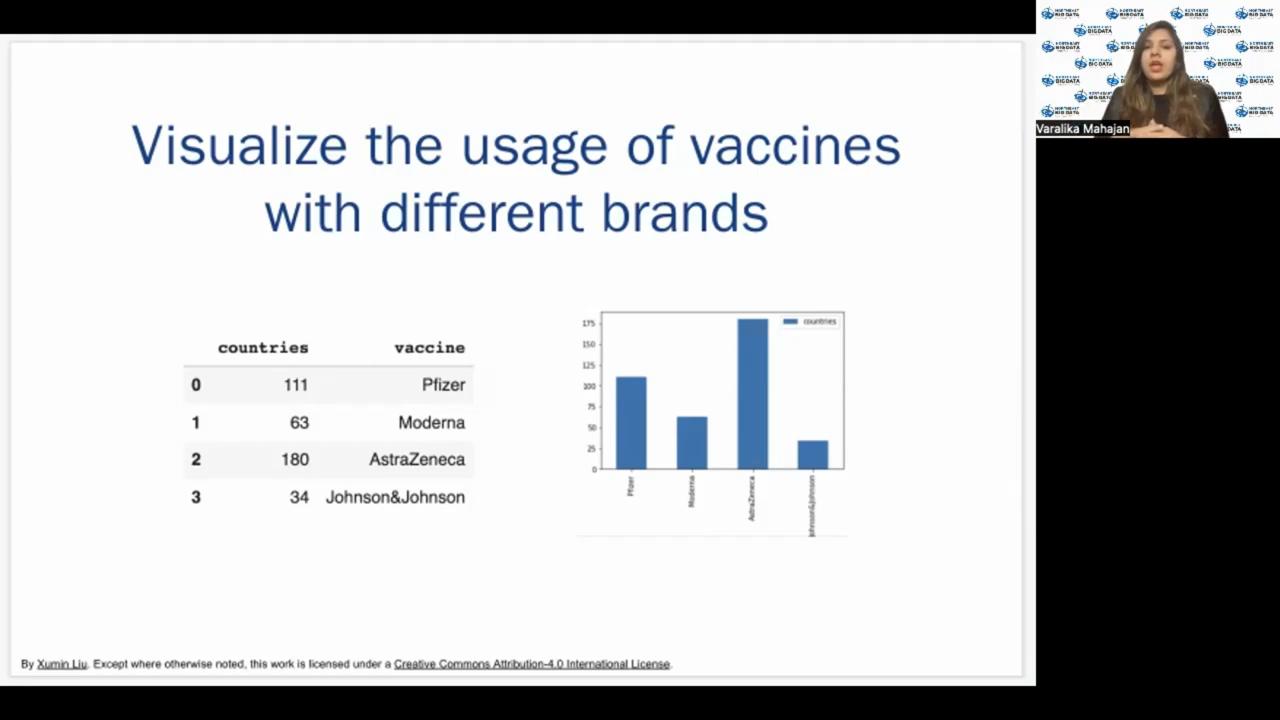 Visualize the usage of vaccines
with different brands
countries vaccine
0 111 Pfizer
1 63 Moderna
2 180 AstraZeneca
3 34 Johnson&Johnson
175
150
125
100
75
50
25
0
countries
Pfizer
Moderna
AstraZeneca
Johnson&Johnson
By Xumin Liu. Except where otherwise noted, this work is licensed under a Creative Commons Attribution-4.0 International License.
Varalika Mahajan
NORTHEAST
BIG DATA